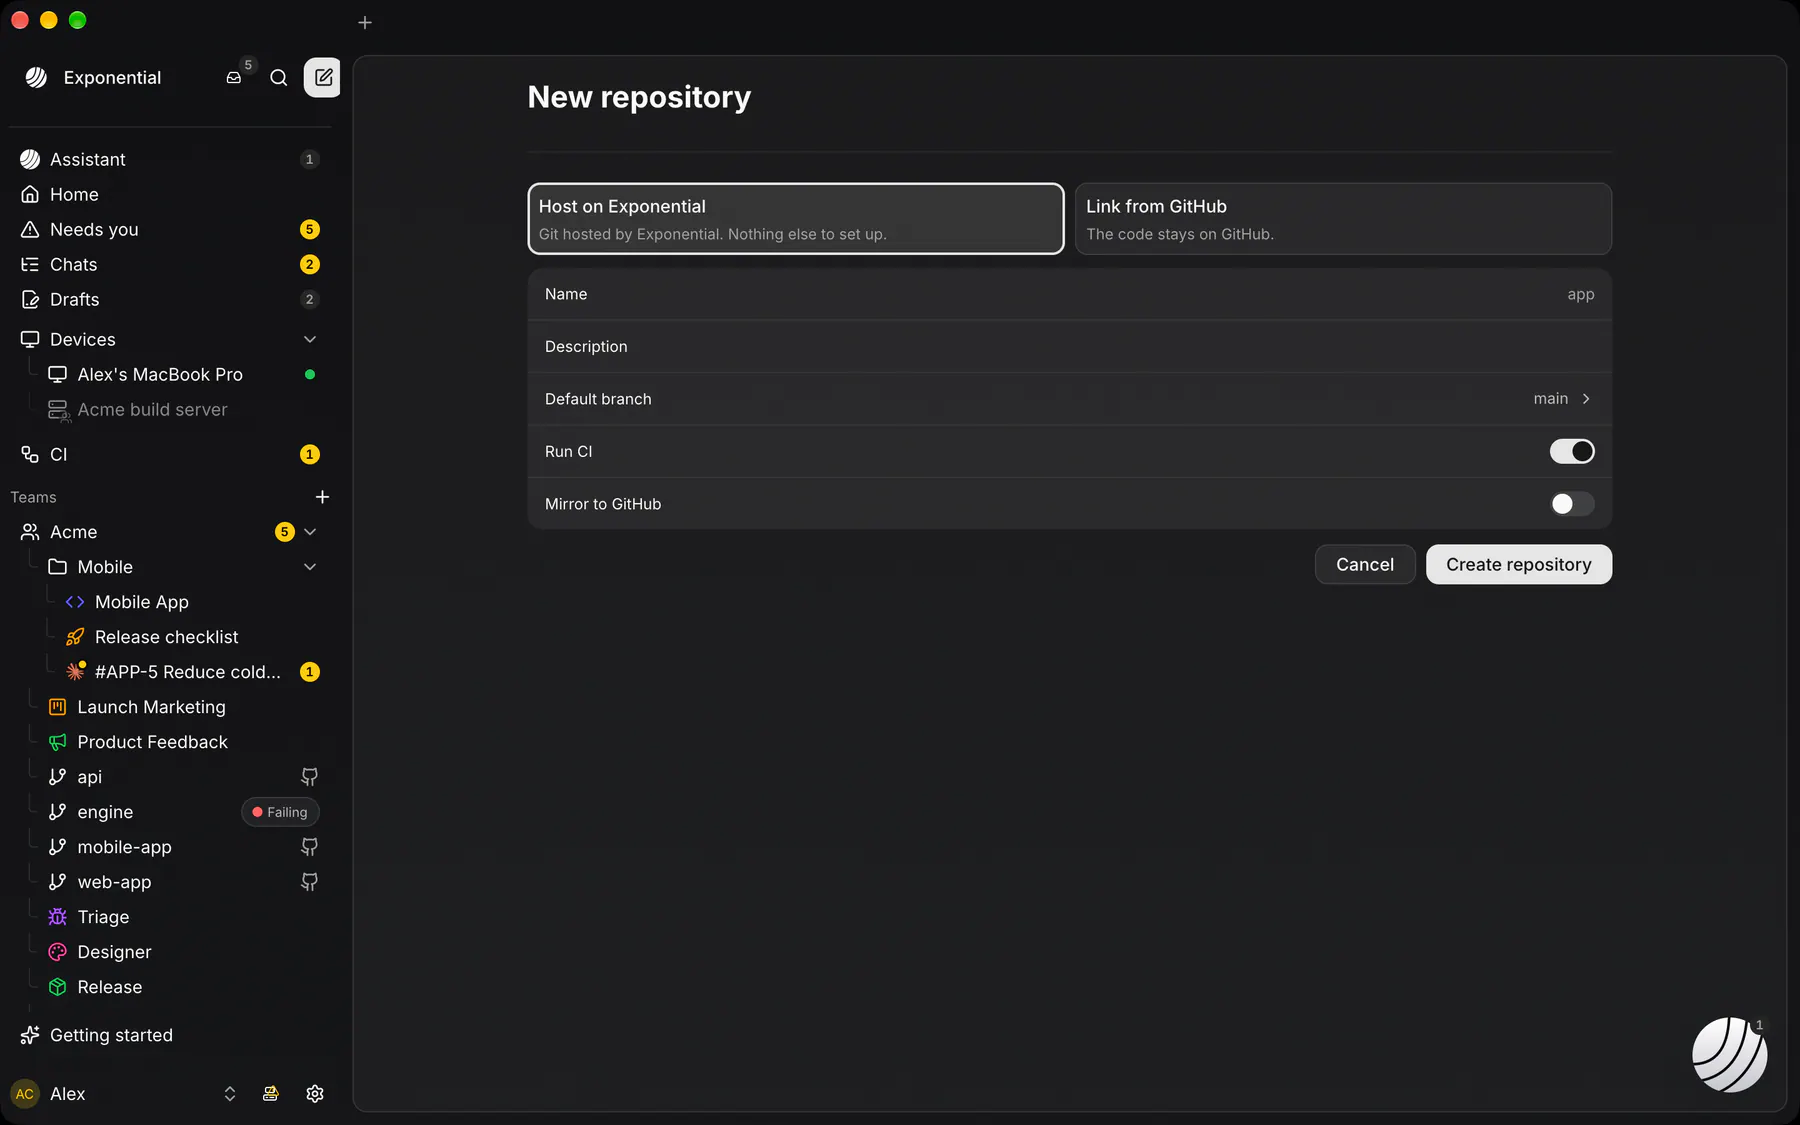 Exponential
5
Assistant
1
Home
Needs you
5
Chats
2
Drafts
2
Devices
Alex's MacBook Pro
Acme build server
CI
1
Teams
Acme
5
Mobile
Mobile App
Release checklist
#APP-5 Reduce cold...
1
Launch Marketing
Product Feedback
api
engine
Failing
mobile-app
web-app
Triage
Designer
Release
Getting started
AC
Alex
New repository
Host on Exponential
Git hosted by Exponential. Nothing else to set up.
Link from GitHub
The code stays on GitHub.
Name
app
Description
Default branch
main
Run CI
Mirror to GitHub
Cancel
Create repository
1